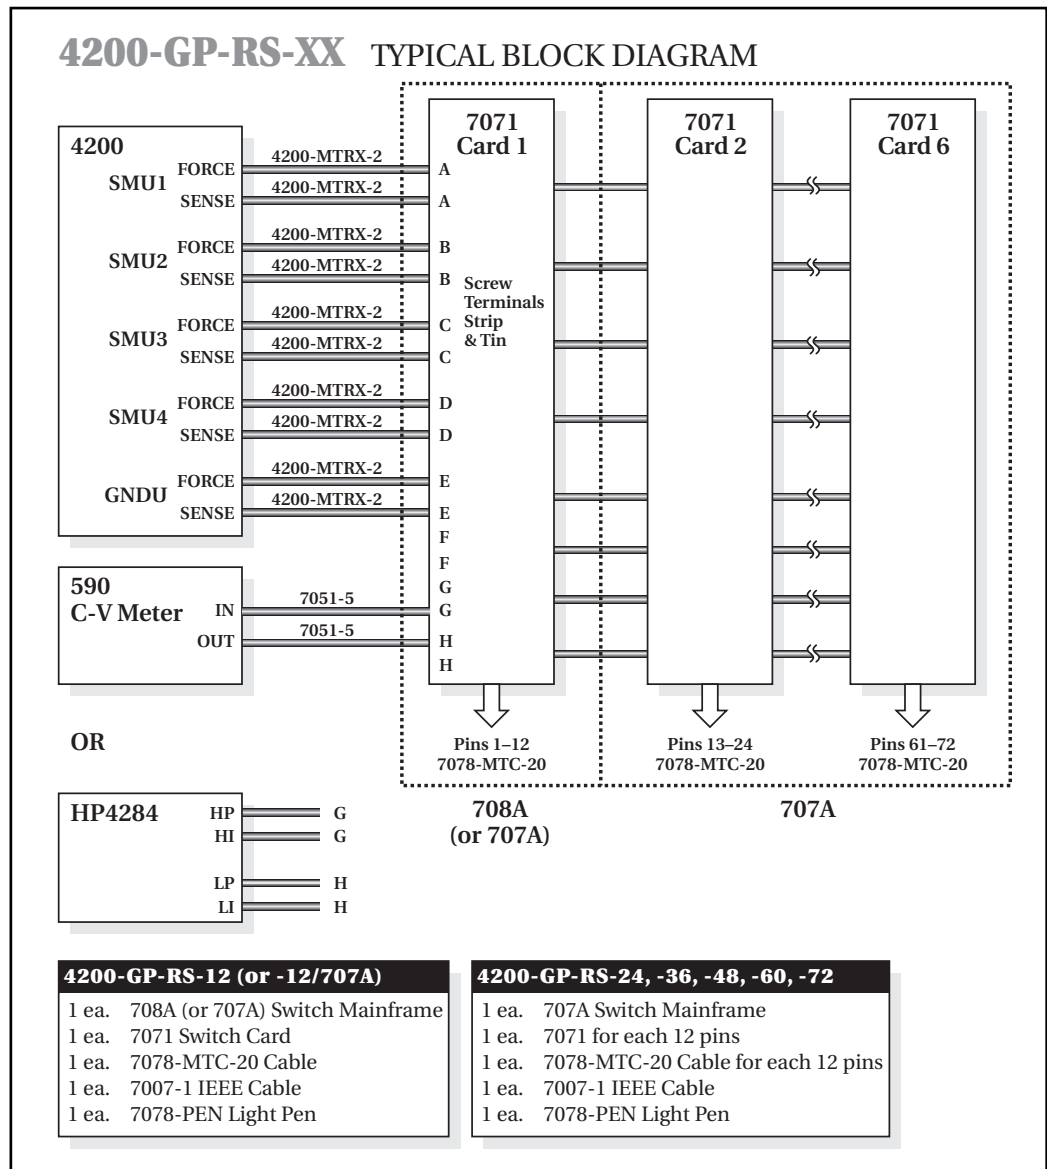 4200-GP-RS-XX TYPICAL BLOCK DIAGRAM
4200
SMU1
FORCE
4200-MTRX-2
A
SENSE
4200-MTRX-2
A
SMU2
FORCE
4200-MTRX-2
B
SENSE
4200-MTRX-2
B
SMU3
FORCE
4200-MTRX-2
C
SENSE
4200-MTRX-2
C
SMU4
FORCE
4200-MTRX-2
D
SENSE
4200-MTRX-2
D
GNDU
FORCE
4200-MTRX-2
E
SENSE
4200-MTRX-2
E
F
F
G
590
C-V Meter
IN
7051-5
G
OUT
7051-5
H
H
7071
Card 1
Screw
Terminals
Strip
& Tin
7071
Card 2
7071
Card 6
Pins 1–12
7078-MTC-20
Pins 13–24
7078-MTC-20
Pins 61–72
7078-MTC-20
708A
(or 707A)
707A
OR
HP4284
HP
G
HI
G
LP
H
LI
H
4200-GP-RS-12 (or -12/707A)
1 ea. 708A (or 707A) Switch Mainframe
1 ea. 7071 Switch Card
1 ea. 7078-MTC-20 Cable
1 ea. 7007-1 IEEE Cable
1 ea. 7078-PEN Light Pen
4200-GP-RS-24, -36, -48, -60, -72
1 ea. 707A Switch Mainframe
1 ea. 7071 for each 12 pins
1 ea. 7078-MTC-20 Cable for each 12 pins
1 ea. 7007-1 IEEE Cable
1 ea. 7078-PEN Light Pen